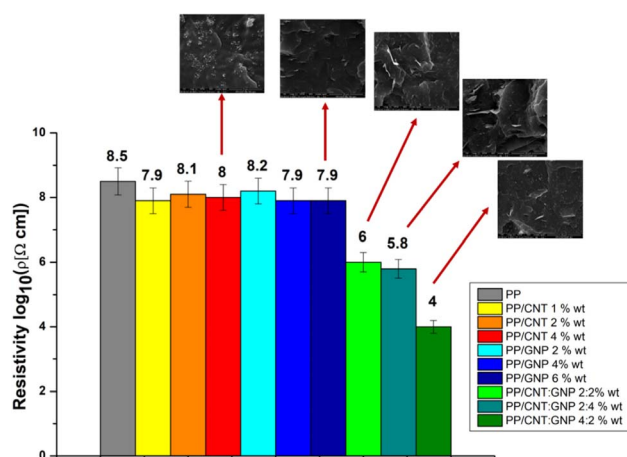 10
8
6
4
2
0
Resistivity log10(ρ[Ω cm])
8.5
7.9
8.1
8
8.2
7.9
7.9
6
5.8
4
PP
PP/CNT 1 % wt
PP/CNT 2 % wt
PP/CNT 4 % wt
PP/GNP 2 % wt
PP/GNP 4% wt
PP/GNP 6 % wt
PP/CNT:GNP 2:2% wt
PP/CNT:GNP 2:4 % wt
PP/CNT:GNP 4:2 % wt